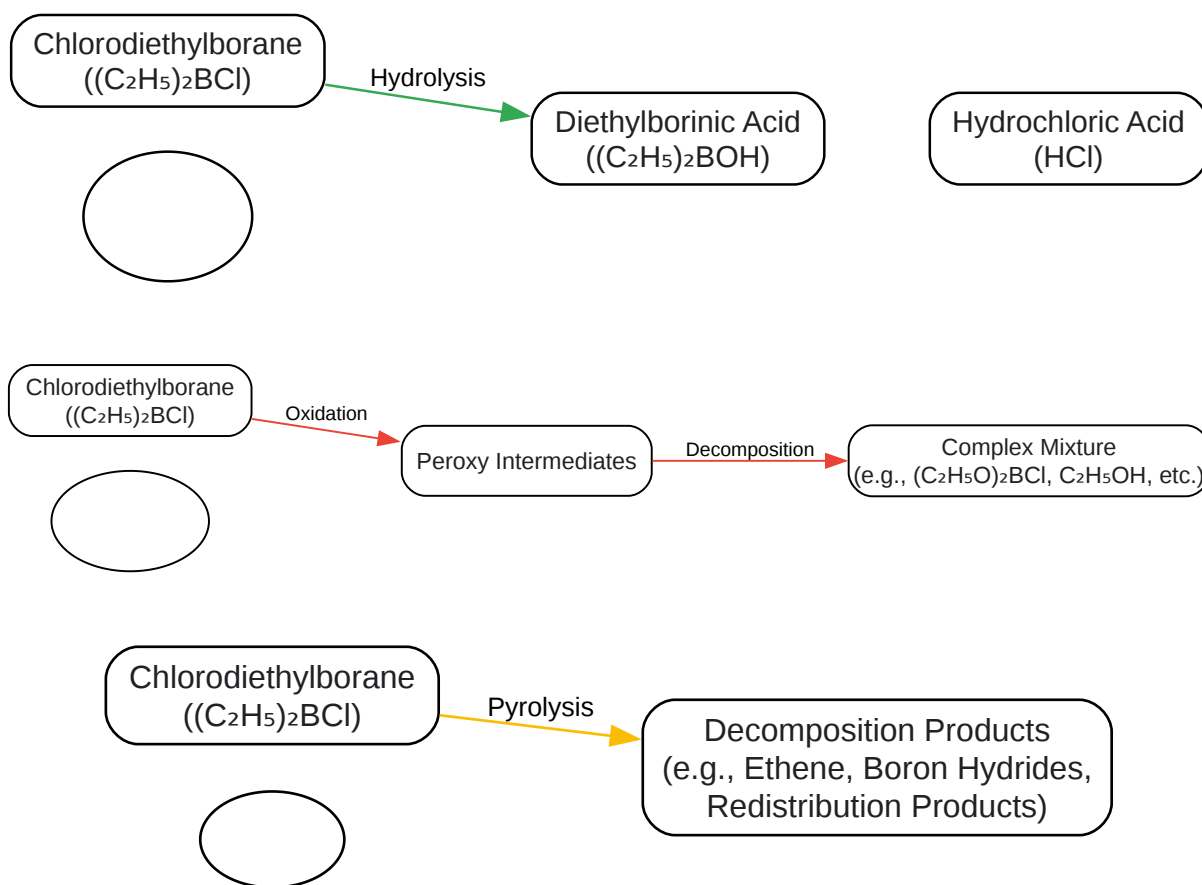 Chlorodiethylborane
((C₂H₅)₂BCl)
Hydrolysis
Diethylborinic Acid
((C₂H₅)₂BOH)
Hydrochloric Acid
(HCl)
Chlorodiethylborane
((C₂H₅)₂BCl)
Oxidation
Peroxy Intermediates
Decomposition
Complex Mixture
(e.g., (C₂H₅O)₂BCl, C₂H₅OH, etc.)
Chlorodiethylborane
((C₂H₅)₂BCl)
Pyrolysis
Decomposition Products
(e.g., Ethene, Boron Hydrides,
Redistribution Products)